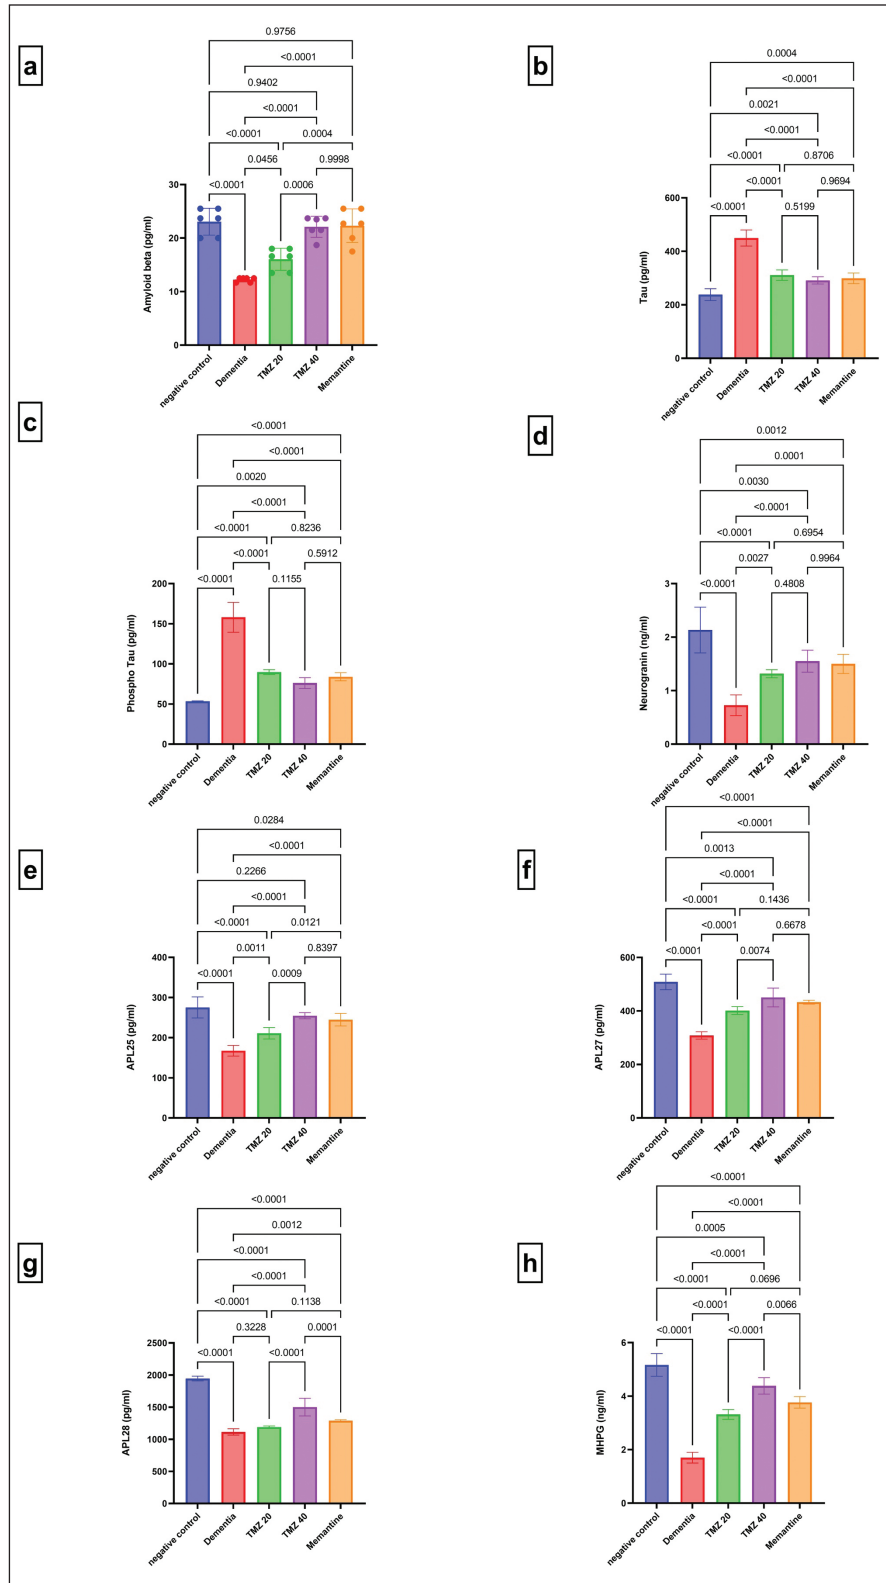 a
0.9756
<0.0001
0.9402
<0.0001
<0.0001 0.0004
0.0456 0.9998
<0.0001 0.0006
30
20
10
0
Amyloid beta (pg/ml)
negative control
Dementia
TMZ 20
TMZ 40
Memantine
b
0.0004
<0.0001
0.0021
<0.0001
<0.0001 0.8706
<0.0001 0.9694
<0.0001 0.5199
600
400
200
0
Tau (pg/ml)
negative control
Dementia
TMZ 20
TMZ 40
Memantine
c
<0.0001
<0.0001
0.0020
<0.0001
<0.0001 0.8236
<0.0001 0.5912
<0.0001 0.1155
200
150
100
50
0
Phospho Tau (pg/ml)
negative control
Dementia
TMZ 20
TMZ 40
Memantine
d
0.0012
0.0001
0.0030
<0.0001
<0.0001 0.6954
0.0027 0.9964
<0.0001 0.4808
3
2
1
0
Neurogranin (ng/ml)
negative control
Dementia
TMZ 20
TMZ 40
Memantine
e
0.0284
<0.0001
0.2266
<0.0001
<0.0001 0.0121
0.0011 0.8397
<0.0001 0.0009
400
300
200
100
0
APL25 (pg/ml)
negative control
Dementia
TMZ 20
TMZ 40
Memantine
f
<0.0001
<0.0001
0.0013
<0.0001
<0.0001 0.1436
<0.0001 0.6678
<0.0001 0.0074
600
400
200
0
APL27 (pg/ml)
negative control
Dementia
TMZ 20
TMZ 40
Memantine
g
<0.0001
0.0012
<0.0001
<0.0001
<0.0001 0.1138
0.3228 0.0001
<0.0001 <0.0001
2500
2000
1500
1000
500
0
APL28 (pg/ml)
negative control
Dementia
TMZ 20
TMZ 40
Memantine
h
<0.0001
<0.0001
0.0005
<0.0001
<0.0001 0.0696
<0.0001 0.0066
<0.0001 <0.0001
6
4
2
0
MHPG (ng/ml)
negative control
Dementia
TMZ 20
TMZ 40
Memantine